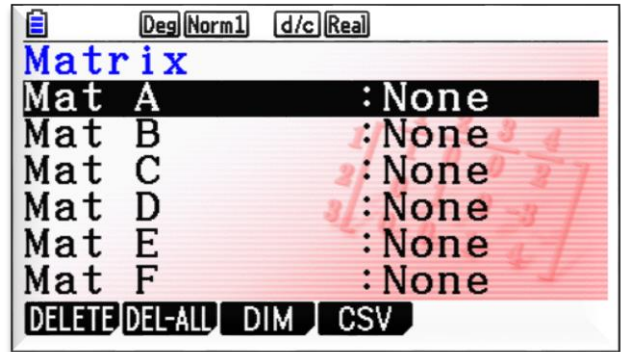 Deg Norm1 d/c Real
Matrix
Mat A :None
Mat B :None
Mat C :None
Mat D :None
Mat E :None
Mat F :None
DELETE DEL-ALL DIM CSV